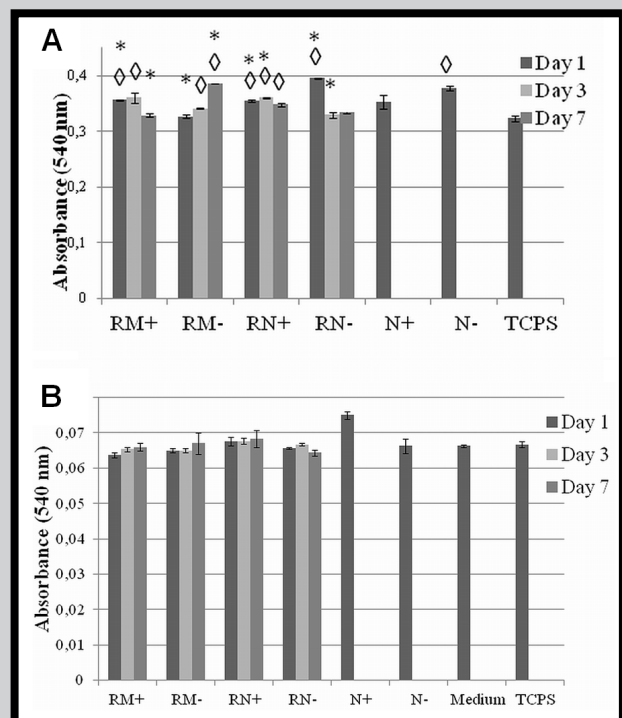 A
Absorbance (540 nm)
0,4
0,3
0,2
0,1
0
* * * * * * * * *
◊ ◊ ◊ ◊ ◊ ◊ ◊ ◊ ◊
Day 1
Day 3
Day 7
RM+ RM- RN+ RN- N+ N- TCPS
B
Absorbance (540 nm)
0,07
0,06
0,05
0,04
0,03
0,02
0,01
0
Day 1
Day 3
Day 7
RM+ RM- RN+ RN- N+ N- Medium TCPS